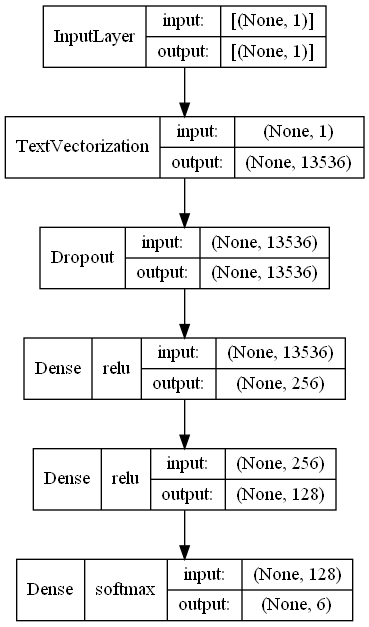 InputLayer input: [(None, 1)]
output: [(None, 1)]
TextVectorization input: (None, 1)
output: (None, 13536)
Dropout input: (None, 13536)
output: (None, 13536)
Dense relu input: (None, 13536)
output: (None, 256)
Dense relu input: (None, 256)
output: (None, 128)
Dense softmax input: (None, 128)
output: (None, 6)